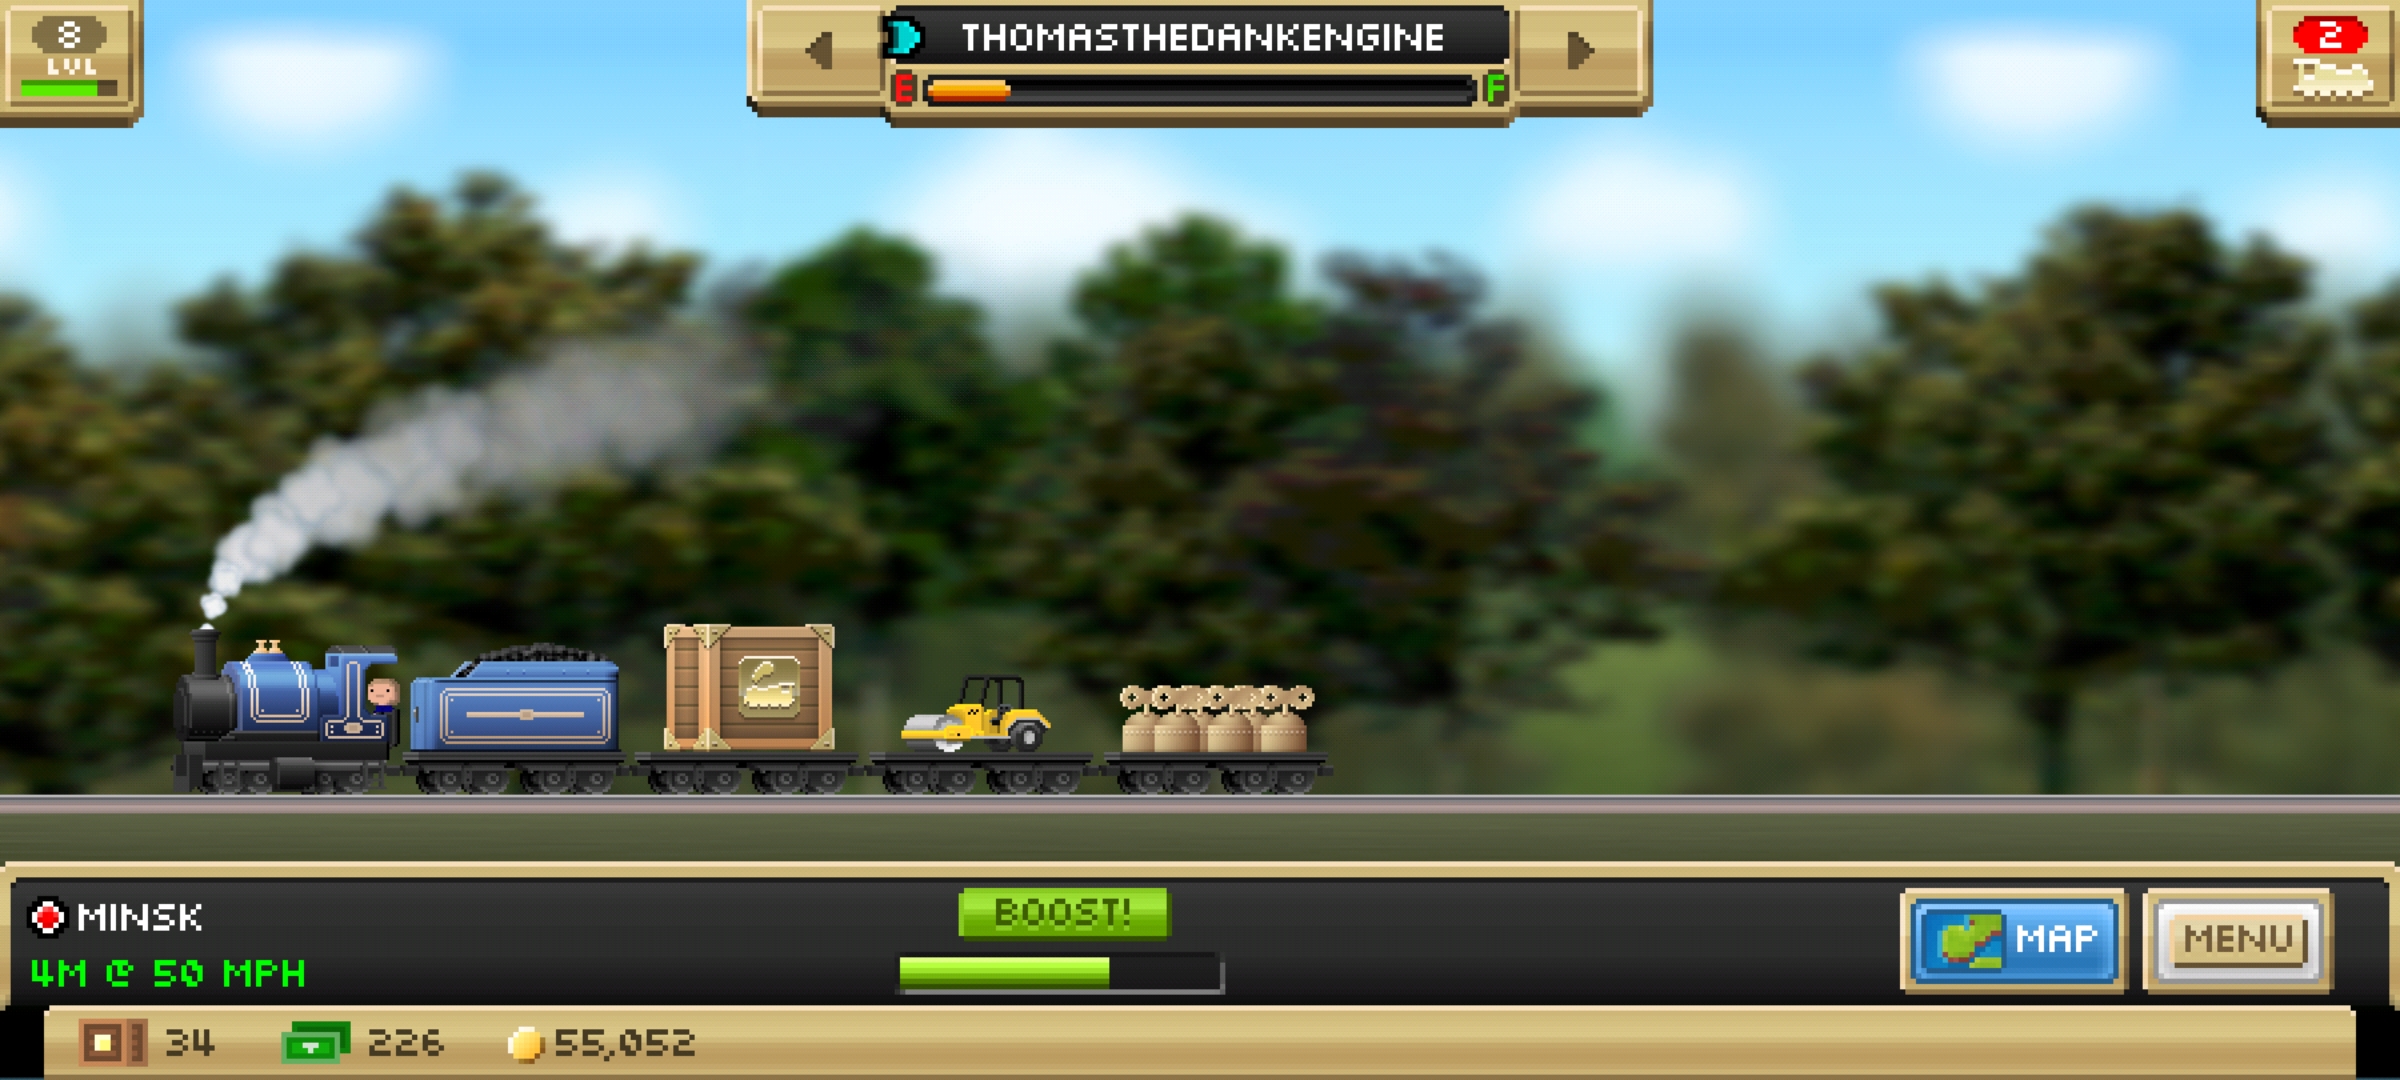 8
LVL
THOMASTHEDANKENGINE
E F
2
MINSK
4M @ 50 MPH
BOOST!
MAP
MENU
34 226 55,052